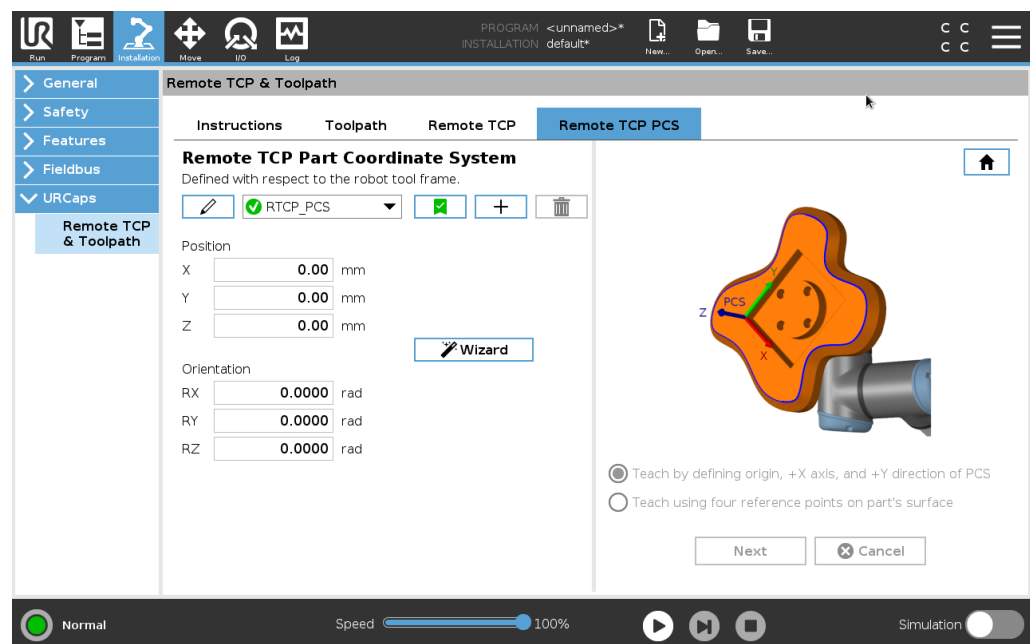 PROGRAM <unnamed>*
INSTALLATION default*
Run Program Installation Move I/O Log New... Open... Save...
C C
C C
General
Safety
Features
Fieldbus
URCaps
Remote TCP
& Toolpath
Remote TCP & Toolpath
Instructions Toolpath Remote TCP Remote TCP PCS
Remote TCP Part Coordinate System
Defined with respect to the robot tool frame.
RTCP_PCS
Position
X 0.00 mm
Y 0.00 mm
Z 0.00 mm
Wizard
Orientation
RX 0.0000 rad
RY 0.0000 rad
RZ 0.0000 rad
Y
PCS
Z
X
Teach by defining origin, +X axis, and +Y direction of PCS
Teach using four reference points on part's surface
Next Cancel
Normal Speed 100% Simulation